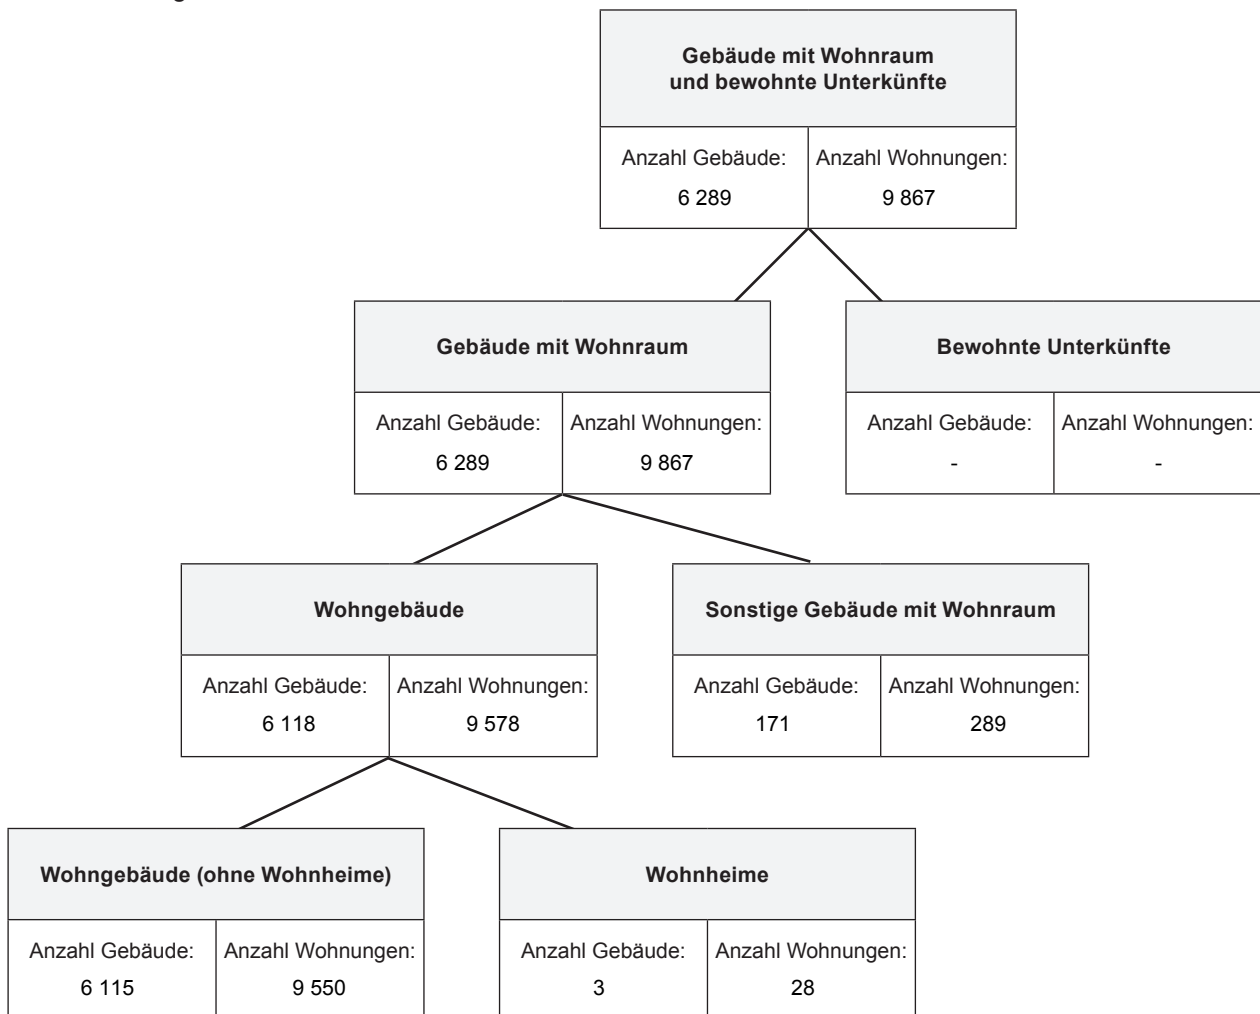 Gebäude mit Wohnraum
und bewohnte Unterkünfte
Anzahl Gebäude: Anzahl Wohnungen:
6 289 9 867
Gebäude mit Wohnraum Bewohnte Unterkünfte
Anzahl Gebäude: Anzahl Wohnungen: Anzahl Gebäude: Anzahl Wohnungen:
6 289 9 867 - -
Wohngebäude Sonstige Gebäude mit Wohnraum
Anzahl Gebäude: Anzahl Wohnungen: Anzahl Gebäude: Anzahl Wohnungen:
6 118 9 578 171 289
Wohngebäude (ohne Wohnheime) Wohnheime
Anzahl Gebäude: Anzahl Wohnungen: Anzahl Gebäude: Anzahl Wohnungen:
6 115 9 550 3 28